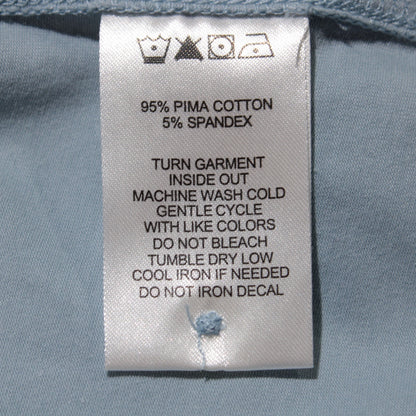 95% PIMA COTTON
5% SPANDEX
TURN GARMENT
INSIDE OUT
MACHINE WASH COLD
GENTLE CYCLE
WITH LIKE COLORS
DO NOT BLEACH
TUMBLE DRY LOW
COOL IRON IF NEEDED
DO NOT IRON DECAL